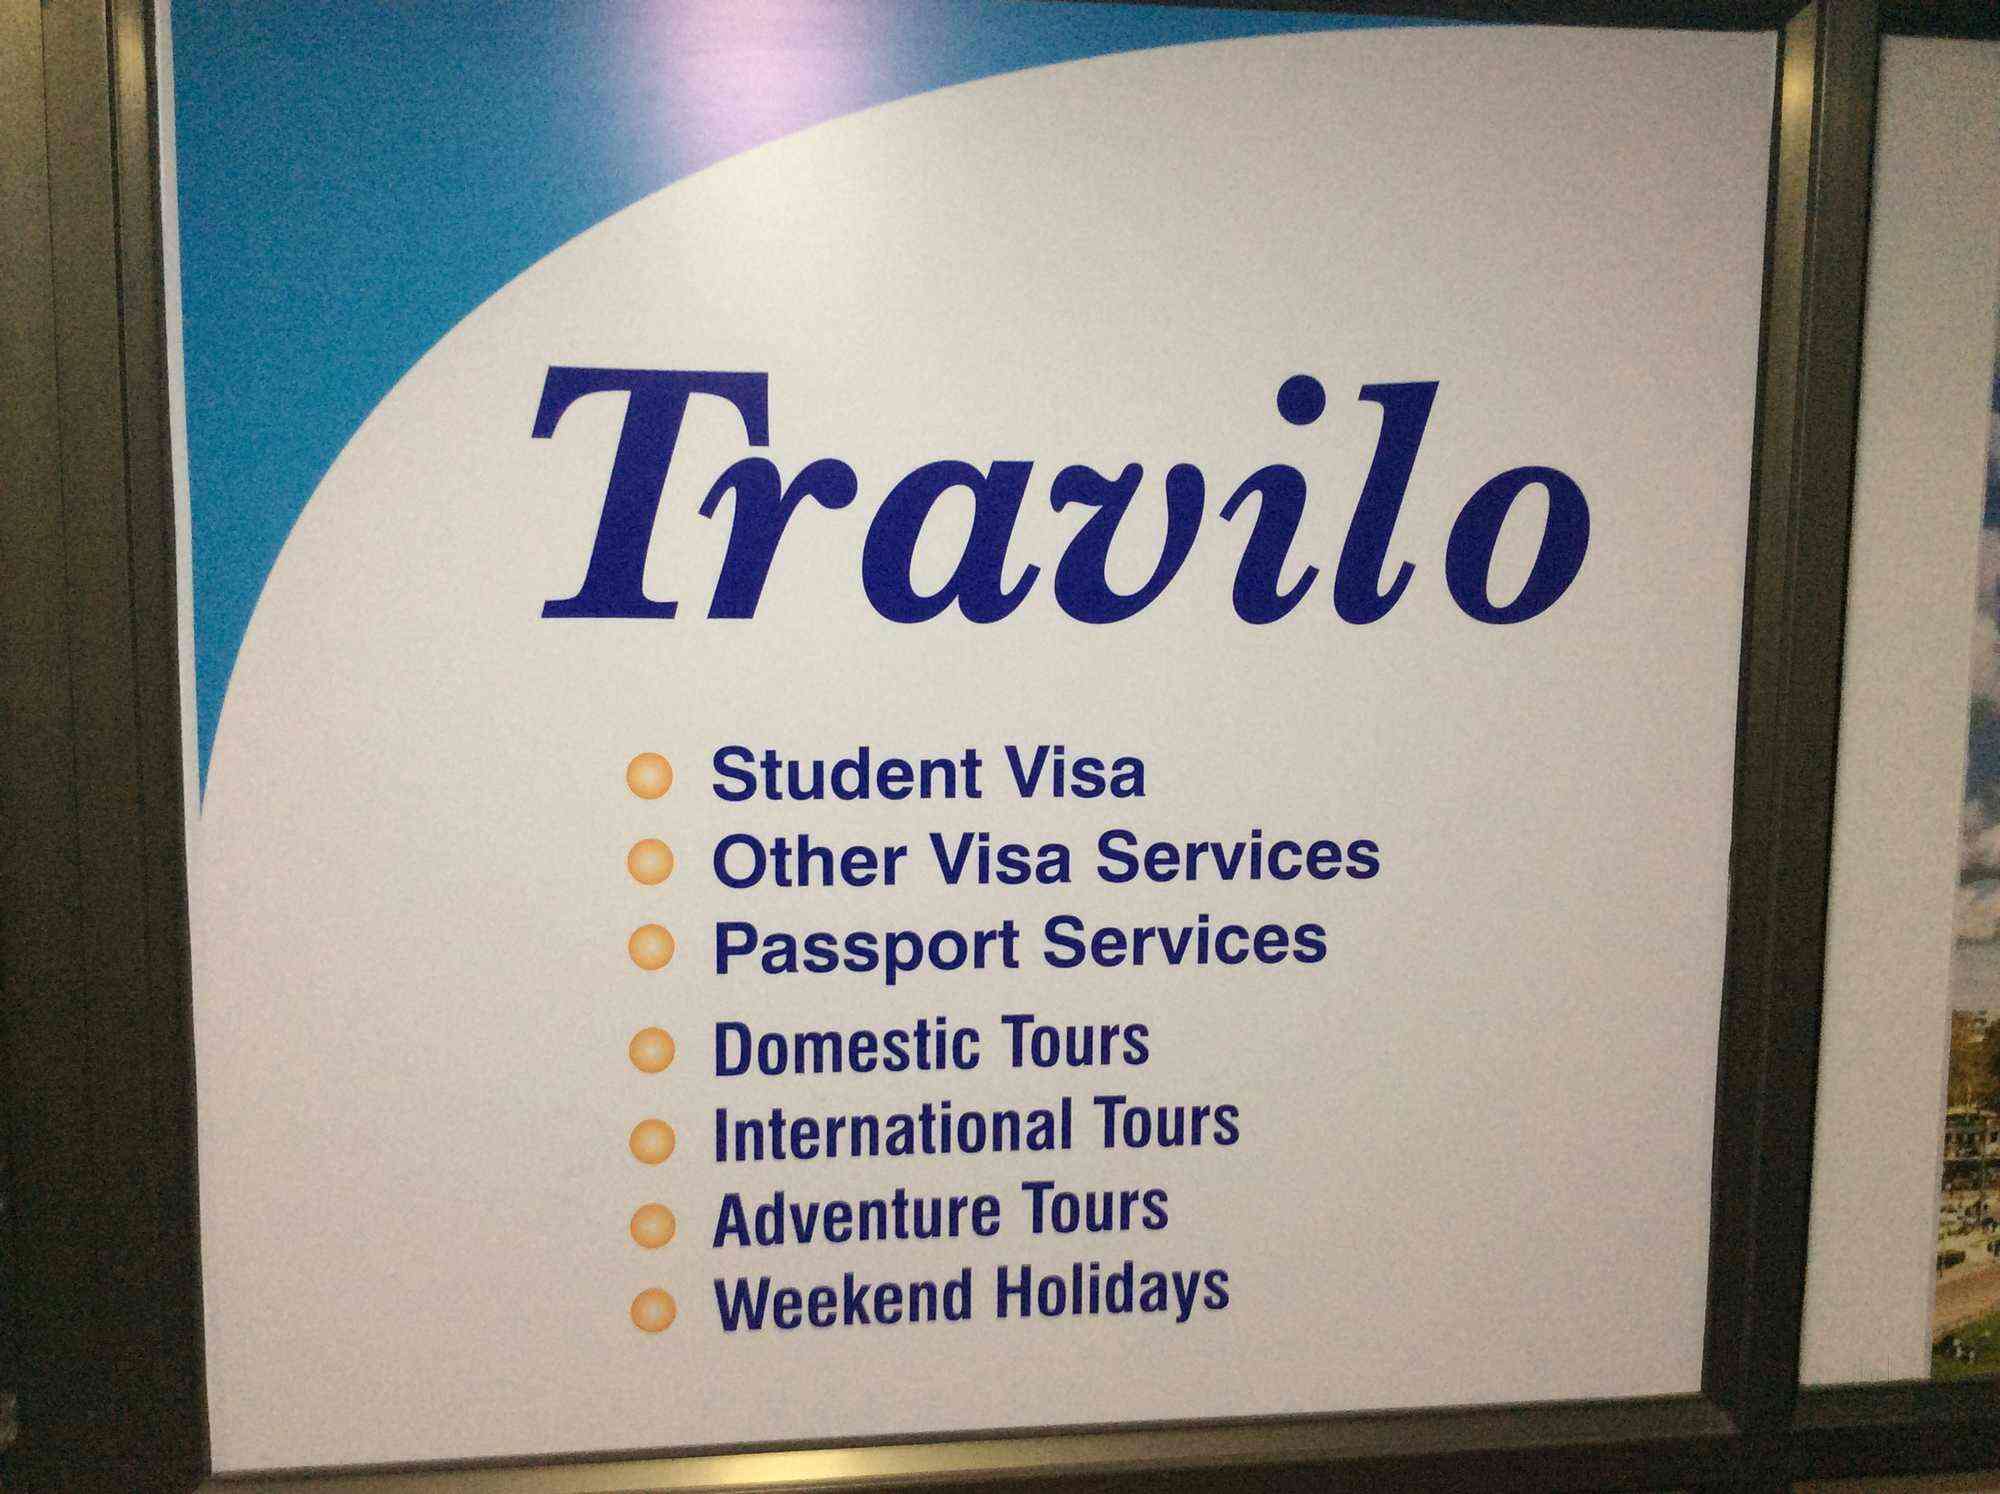 Travilo
Student Visa
Other Visa Services
Passport Services
Domestic Tours
International Tours
Adventure Tours
Weekend Holidays